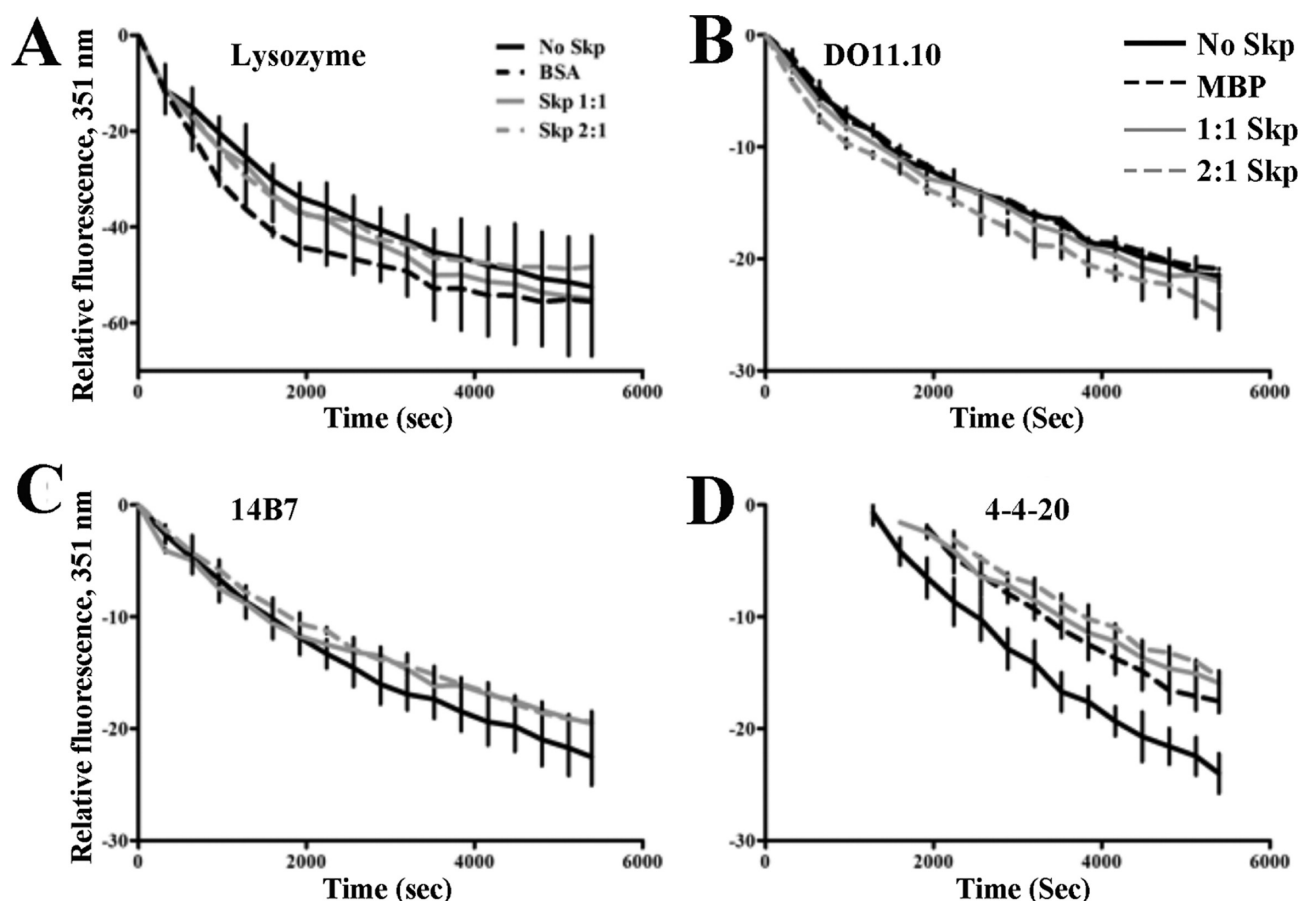 A
Lysozyme
No Skp
BSA
Skp 1:1
Skp 2:1
Relative fluorescence, 351 nm
0
-20
-40
-60
0 2000 4000 6000
Time (sec)
B
DO11.10
No Skp
MBP
1:1 Skp
2:1 Skp
0
-10
-20
-30
0 2000 4000 6000
Time (Sec)
C
14B7
Relative fluorescence, 351 nm
0
-10
-20
-30
0 2000 4000 6000
Time (sec)
D
4-4-20
0
-10
-20
-30
0 2000 4000 6000
Time (Sec)